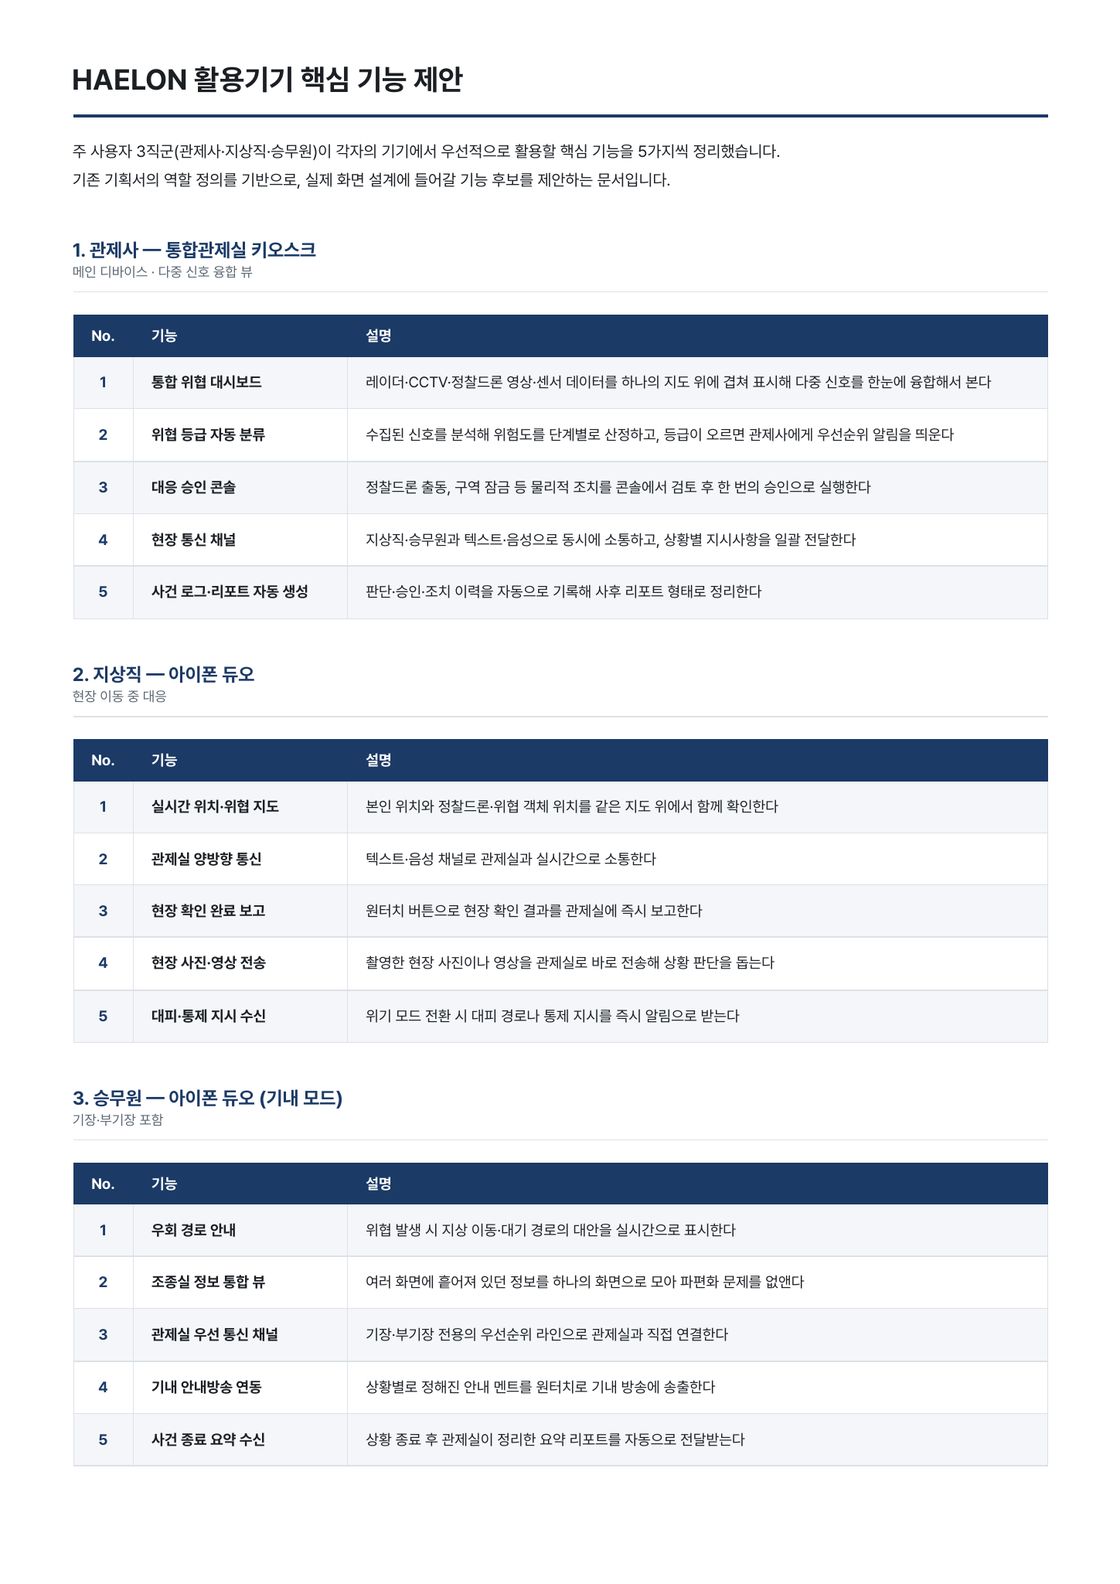 HAELON 활용기기 핵심 기능 제안
주 사용자 3직군(관제사·지상직·승무원)이 각자의 기기에서 우선적으로 활용할 핵심 기능을 5가지씩 정리했습니다.
기존 기획서의 역할 정의를 기반으로, 실제 화면 설계에 들어갈 기능 후보를 제안하는 문서입니다.
1. 관제사 — 통합관제실 키오스크
메인 디바이스 · 다중 신호 융합 뷰
No. 기능 설명
1 통합 위협 대시보드 레이더·CCTV·정찰드론 영상·센서 데이터를 하나의 지도 위에 겹쳐 표시해 다중 신호를 한눈에 융합해서 본다
2 위협 등급 자동 분류 수집된 신호를 분석해 위험도를 단계별로 산정하고, 등급이 오르면 관제사에게 우선순위 알림을 띄운다
3 대응 승인 콘솔 정찰드론 출동, 구역 잠금 등 물리적 조치를 콘솔에서 검토 후 한 번의 승인으로 실행한다
4 현장 통신 채널 지상직·승무원과 텍스트·음성으로 동시에 소통하고, 상황별 지시사항을 일괄 전달한다
5 사건 로그·리포트 자동 생성 판단·승인·조치 이력을 자동으로 기록해 사후 리포트 형태로 정리한다
2. 지상직 — 아이폰 듀오
현장 이동 중 대응
No. 기능 설명
1 실시간 위치·위협 지도 본인 위치와 정찰드론·위협 객체 위치를 같은 지도 위에서 함께 확인한다
2 관제실 양방향 통신 텍스트·음성 채널로 관제실과 실시간으로 소통한다
3 현장 확인 완료 보고 원터치 버튼으로 현장 확인 결과를 관제실에 즉시 보고한다
4 현장 사진·영상 전송 촬영한 현장 사진이나 영상을 관제실로 바로 전송해 상황 판단을 돕는다
5 대피·통제 지시 수신 위기 모드 전환 시 대피 경로나 통제 지시를 즉시 알림으로 받는다
3. 승무원 — 아이폰 듀오 (기내 모드)
기장·부기장 포함
No. 기능 설명
1 우회 경로 안내 위협 발생 시 지상 이동·대기 경로의 대안을 실시간으로 표시한다
2 조종실 정보 통합 뷰 여러 화면에 흩어져 있던 정보를 하나의 화면으로 모아 파편화 문제를 없앤다
3 관제실 우선 통신 채널 기장·부기장 전용의 우선순위 라인으로 관제실과 직접 연결한다
4 기내 안내방송 연동 상황별로 정해진 안내 멘트를 원터치로 기내 방송에 송출한다
5 사건 종료 요약 수신 상황 종료 후 관제실이 정리한 요약 리포트를 자동으로 전달받는다